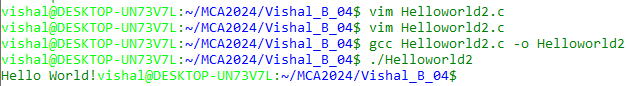 vishal@DESKTOP-UN73V7L:~/MCA2024/Vishal_B_04$ vim Helloworld2.c
vishal@DESKTOP-UN73V7L:~/MCA2024/Vishal_B_04$ vim Helloworld2.c
vishal@DESKTOP-UN73V7L:~/MCA2024/Vishal_B_04$ gcc Helloworld2.c -o Helloworld2
vishal@DESKTOP-UN73V7L:~/MCA2024/Vishal_B_04$ ./Helloworld2
Hello World!vishal@DESKTOP-UN73V7L:~/MCA2024/Vishal_B_04$